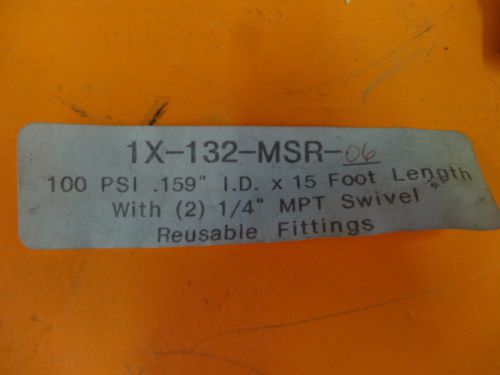 1X-132-MSR-06
100 PSI .159" I.D. x 15 Foot Length
With (2) 1/4" MPT Swivel
Reusable Fittings